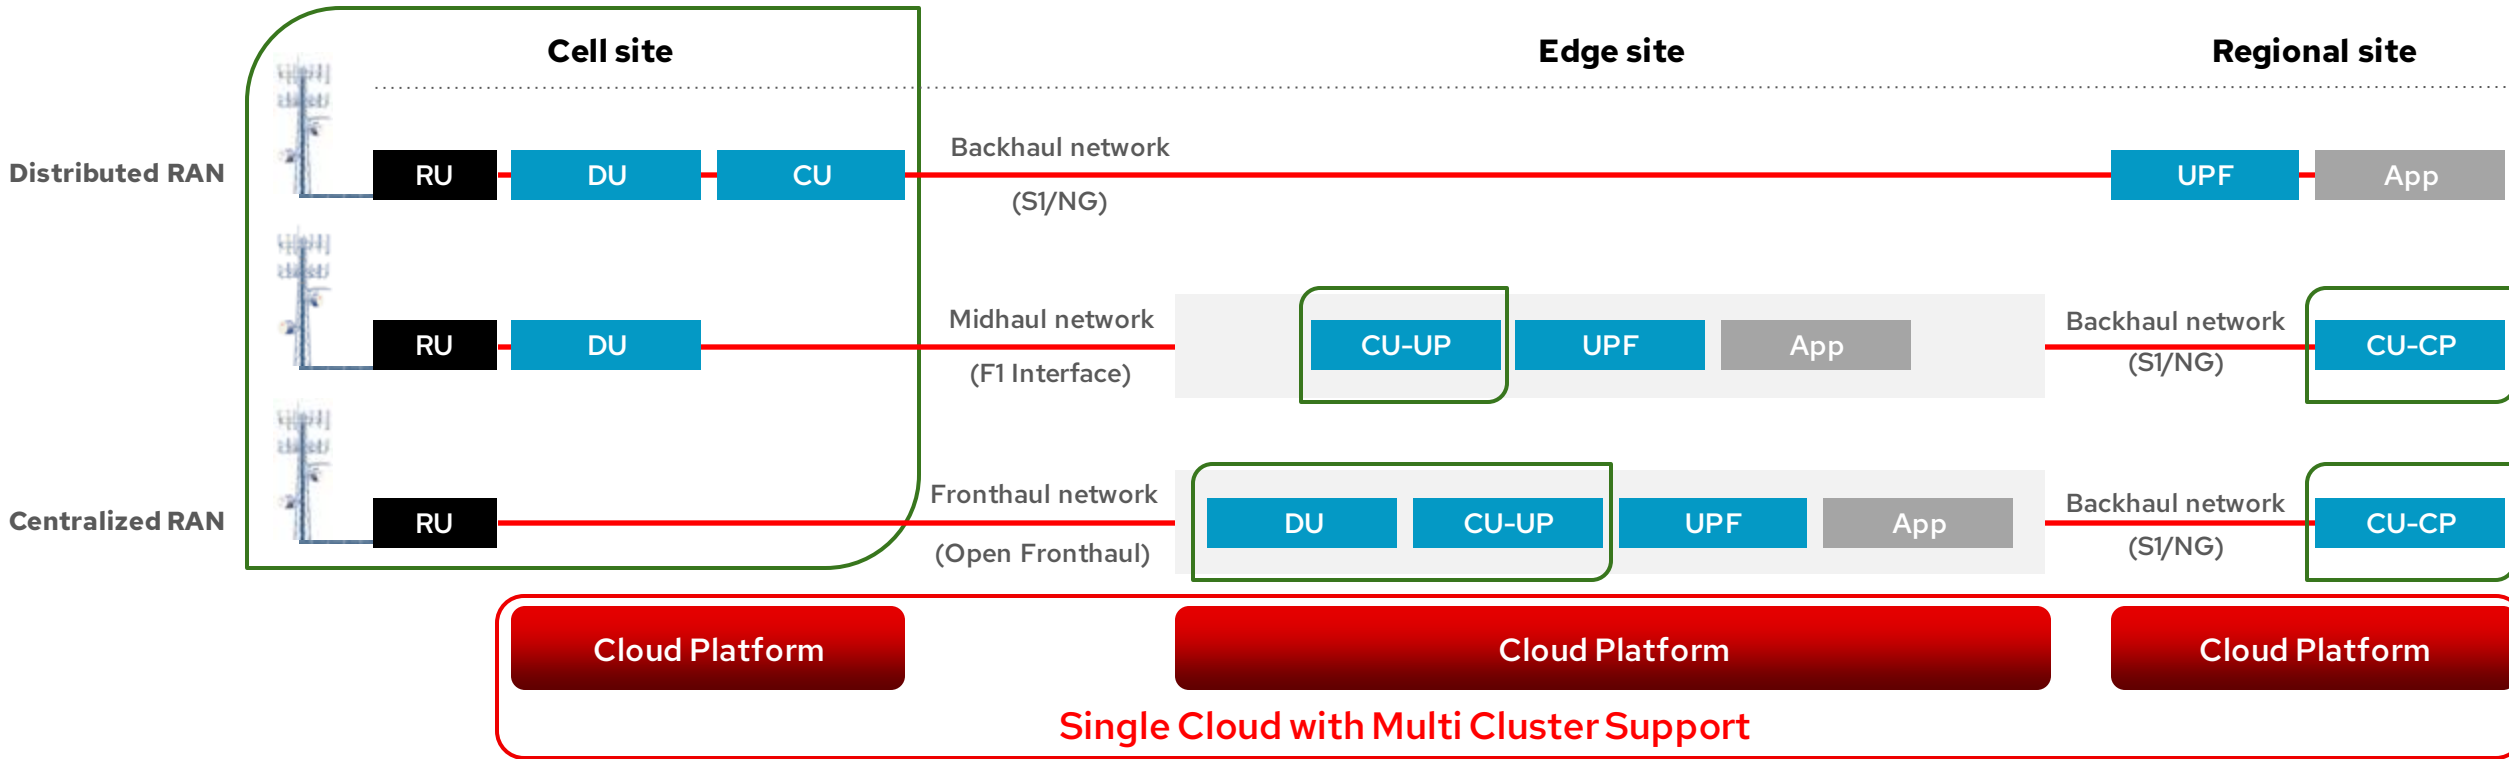 Cell site
Edge site
Regional site
Distributed RAN
RU
DU
CU
Backhaul network
(S1/NG)
UPF
App
RU
DU
Midhaul network
(F1 Interface)
CU-UP
UPF
App
Backhaul network
(S1/NG)
CU-CP
Centralized RAN
RU
Fronthaul network
(Open Fronthaul)
DU
CU-UP
UPF
App
Backhaul network
(S1/NG)
CU-CP
Cloud Platform
Cloud Platform
Cloud Platform
Single Cloud with Multi Cluster Support